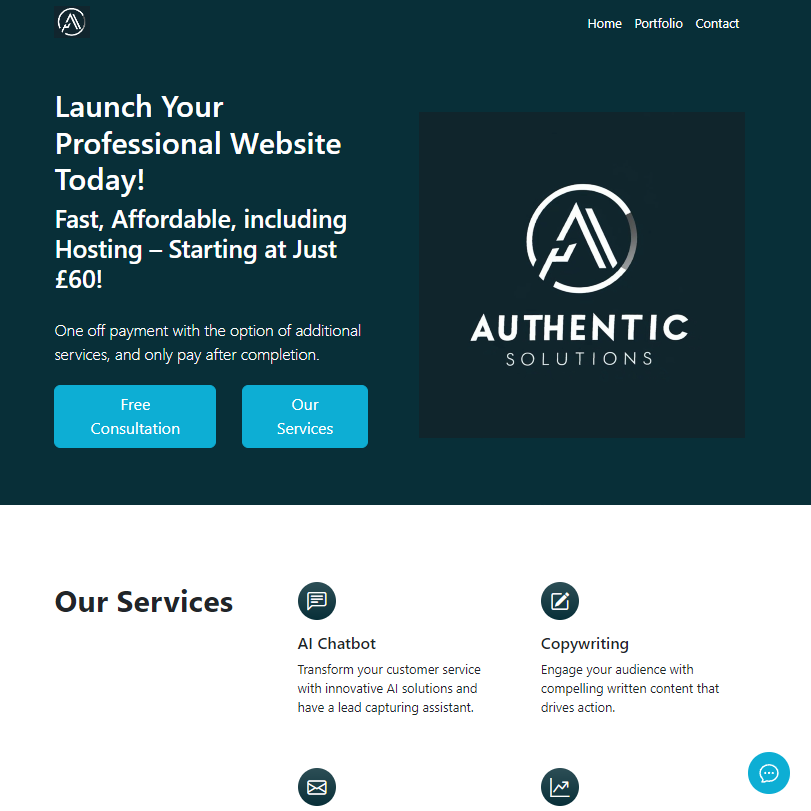 Home Portfolio Contact
Launch Your
Professional Website
Today!
Fast, Affordable, including
Hosting – Starting at Just
£60!
One off payment with the option of additional
services, and only pay after completion.
Free
Consultation
Our
Services
AUTHENTIC
SOLUTIONS
Our Services
AI Chatbot
Transform your customer service
with innovative AI solutions and
have a lead capturing assistant.
Copywriting
Engage your audience with
compelling written content that
drives action.